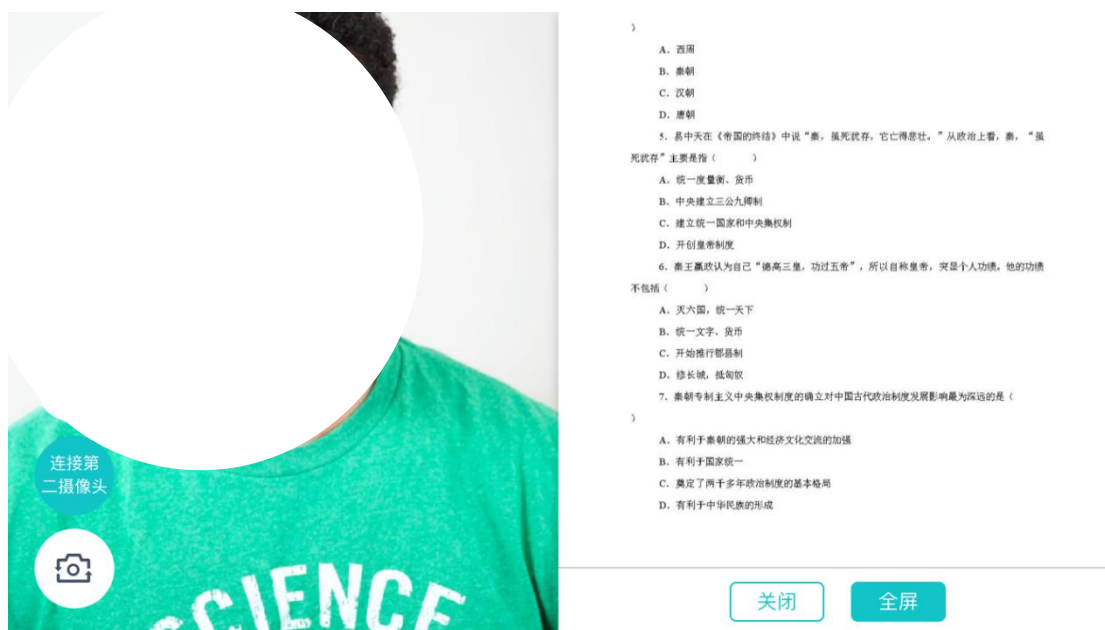 连接第
二摄像头
SCIENCE
）
A．西周
B．秦朝
C．汉朝
D．唐朝
5．易中天在《帝国的终结》中说“秦，虽死犹存，它亡得悲壮。”从政治上看，秦，“虽
死犹存”主要是指（　　）
A．统一度量衡、货币
B．中央建立三公九卿制
C．建立统一国家和中央集权制
D．开创皇帝制度
6．秦王嬴政认为自己“德高三皇，功过五帝”，所以自称皇帝，突显个人功绩。他的功绩
不包括（　　）
A．灭六国，统一天下
B．统一文字、货币
C．开始推行郡县制
D．修长城，抵匈奴
7．秦朝专制主义中央集权制度的确立对中国古代政治制度发展影响最为深远的是（
）
A．有利于秦朝的强大和经济文化交流的加强
B．有利于国家统一
C．奠定了两千多年政治制度的基本格局
D．有利于中华民族的形成
关闭
全屏